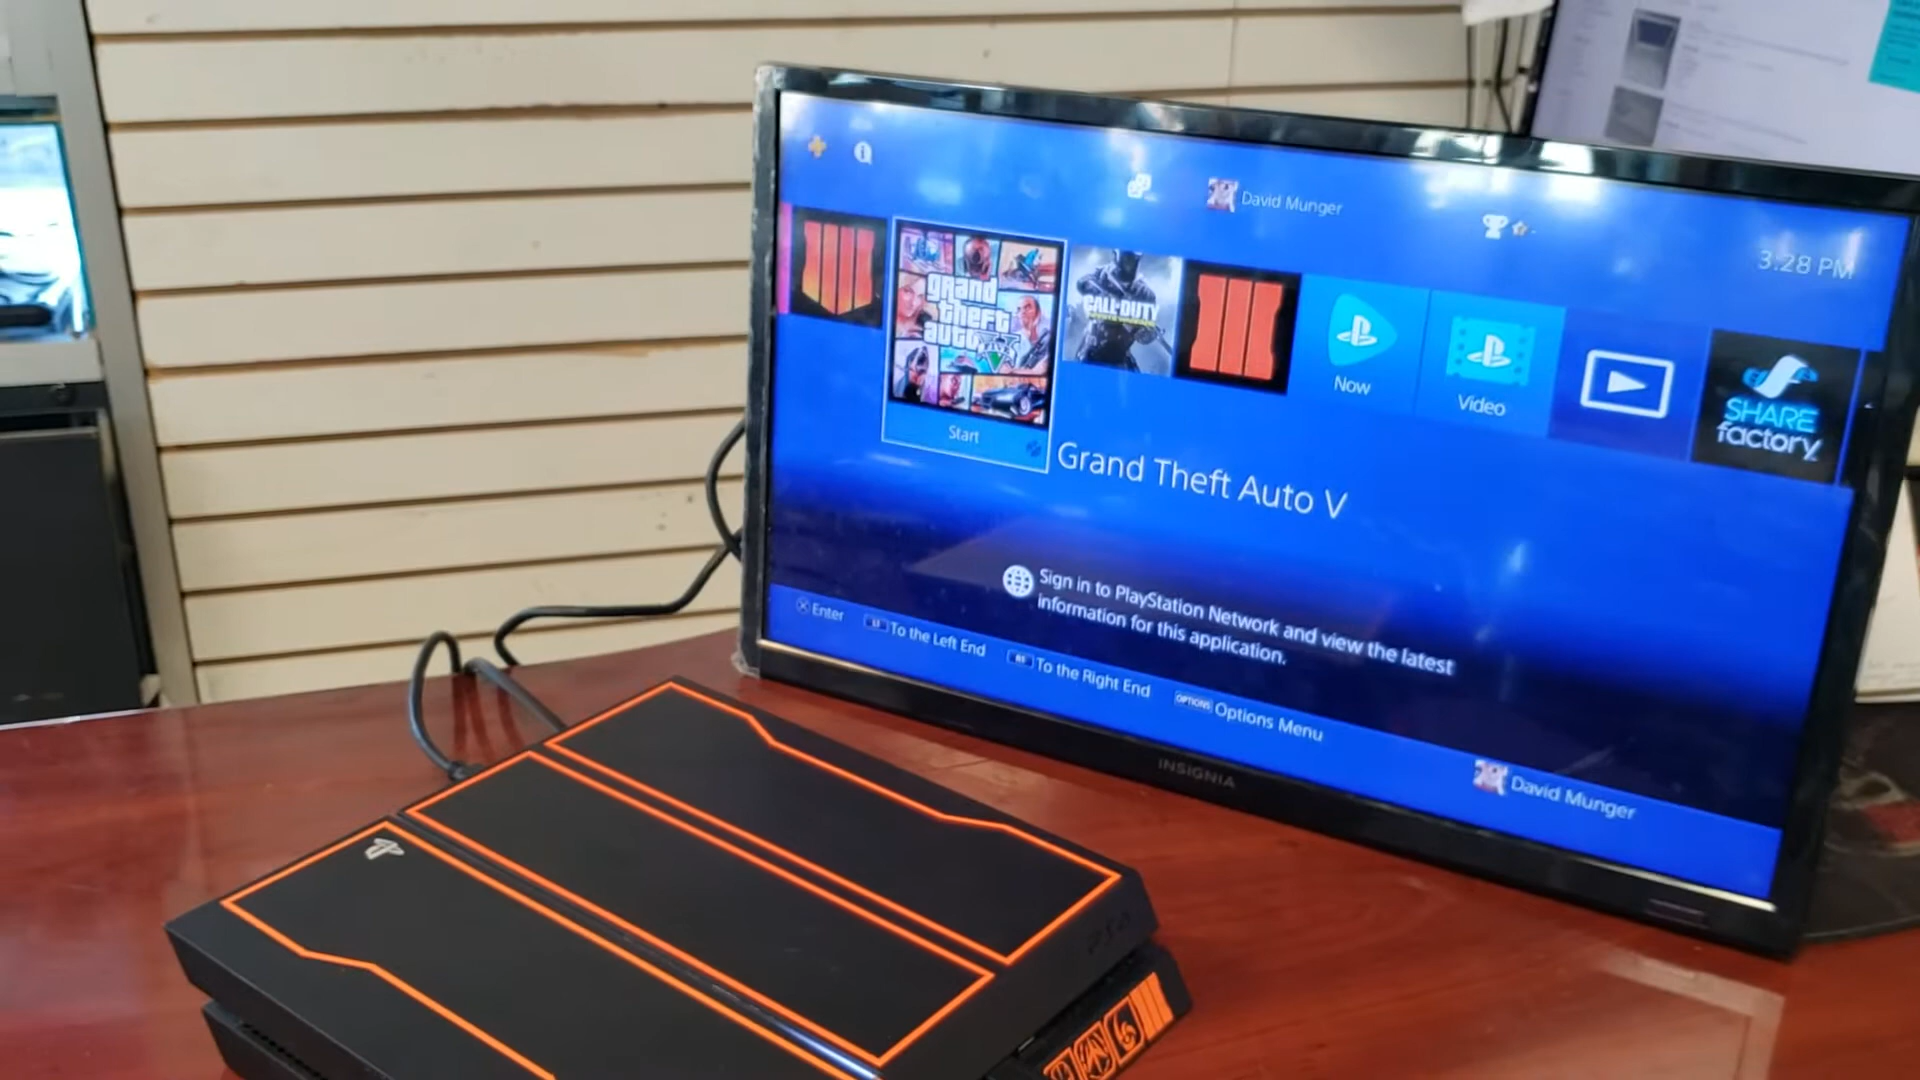 David Munger
3:28 PM
grand
theft
auto
V
CALL OF DUTY
Now
Video
SHARE
factory
Start
Grand Theft Auto V
Sign in to PlayStation Network and view the latest
information for this application.
Enter
To the Left End
To the Right End
OPTIONS
Options Menu
David Munger
INSIGNIA
PS4